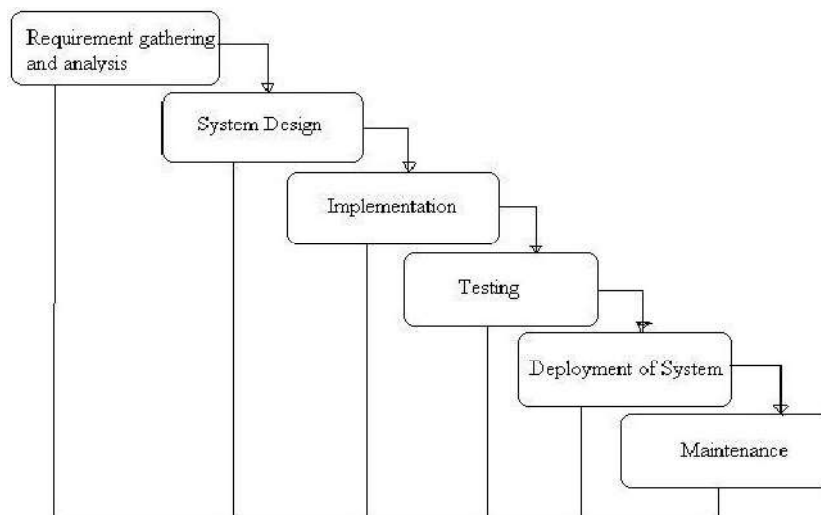 Requirement gathering
and analysis
System Design
Implementation
Testing
Deployment of System
Maintenance